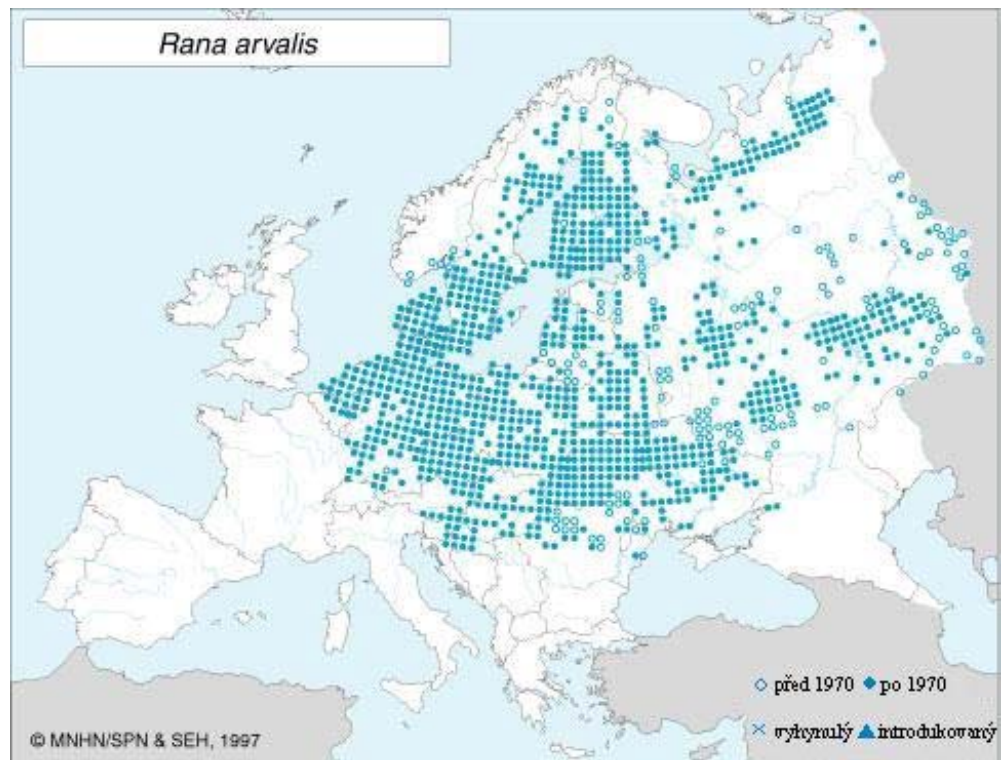 Rana arvalis
před 1970 po 1970
vyhynulý introdukovaný
© MNHN/SPN & SEH, 1997